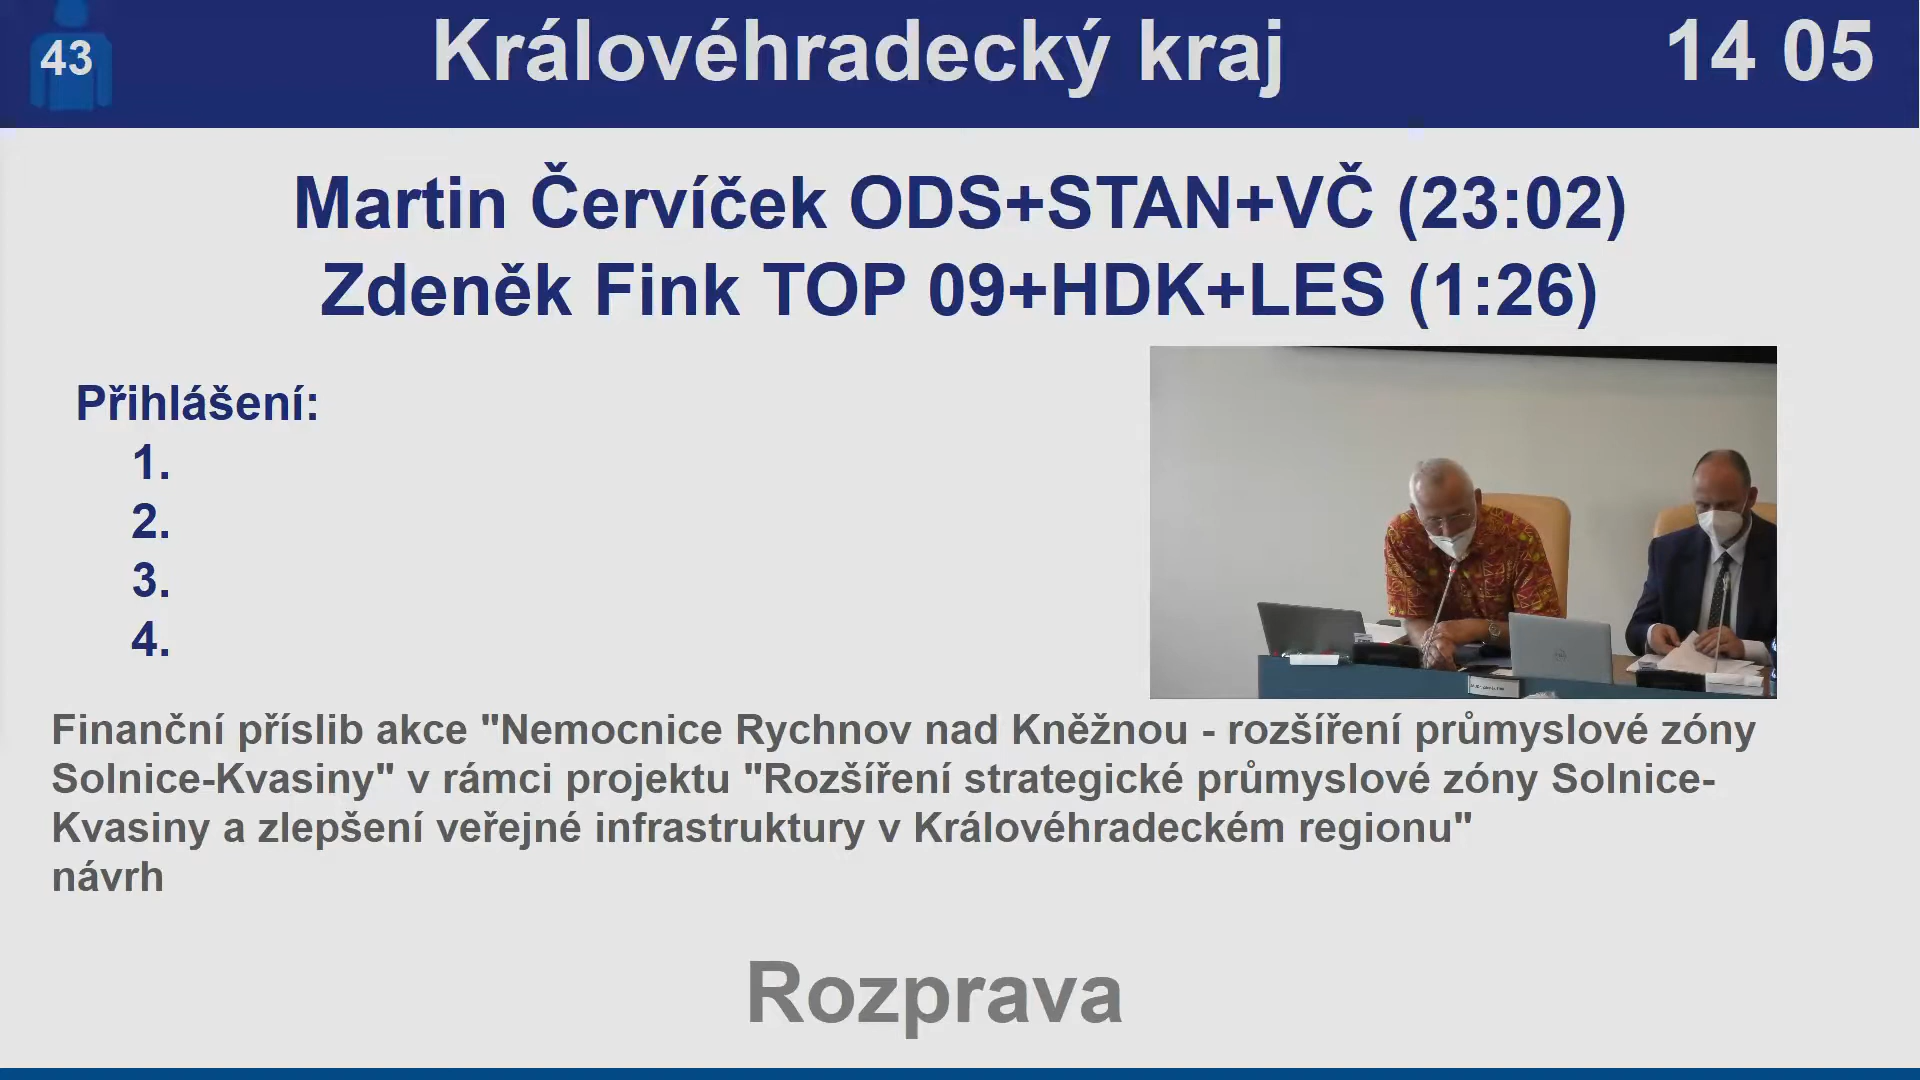 43
Královéhradecký kraj
14 05
Martin Červíček ODS+STAN+VČ (23:02)
Zdeněk Fink TOP 09+HDK+LES (1:26)
Přihlášení:
1.
2.
3.
4.
Finanční příslib akce "Nemocnice Rychnov nad Kněžnou - rozšíření průmyslové zóny
Solnice-Kvasiny" v rámci projektu "Rozšíření strategické průmyslové zóny Solnice-
Kvasiny a zlepšení veřejné infrastruktury v Královéhradeckém regionu"
návrh
Rozprava